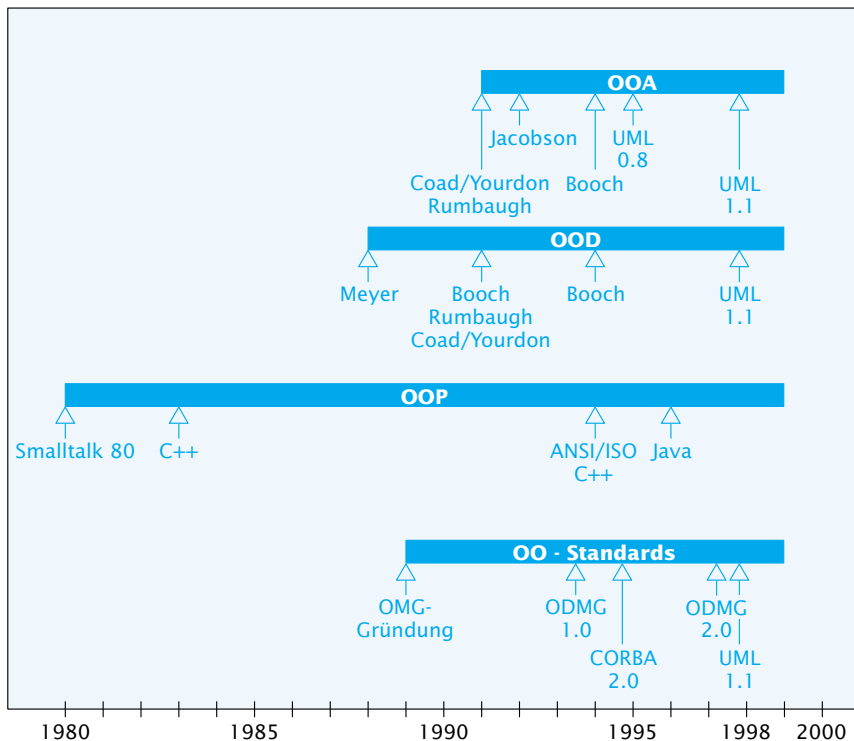 OOA
Jacobson
UML
0.8
Coad/Yourdon
Rumbaugh
Booch
UML
1.1
OOD
Meyer
Booch
Rumbaugh
Coad/Yourdon
Booch
UML
1.1
OOP
Smalltalk 80
C++
ANSI/ISO
C++
Java
OO - Standards
OMG-
Gründung
ODMG
1.0
CORBA
2.0
ODMG
2.0
UML
1.1
1980 1985 1990 1995 1998 2000